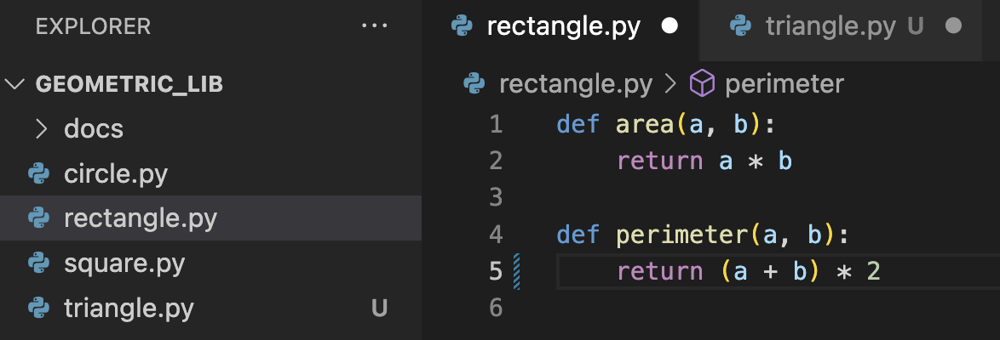 EXPLORER ...
GEOMETRIC_LIB
docs
circle.py
rectangle.py
square.py
triangle.py U
rectangle.py triangle.py U
rectangle.py > perimeter
1 def area(a, b):
2     return a * b
3
4 def perimeter(a, b):
5     return (a + b) * 2
6